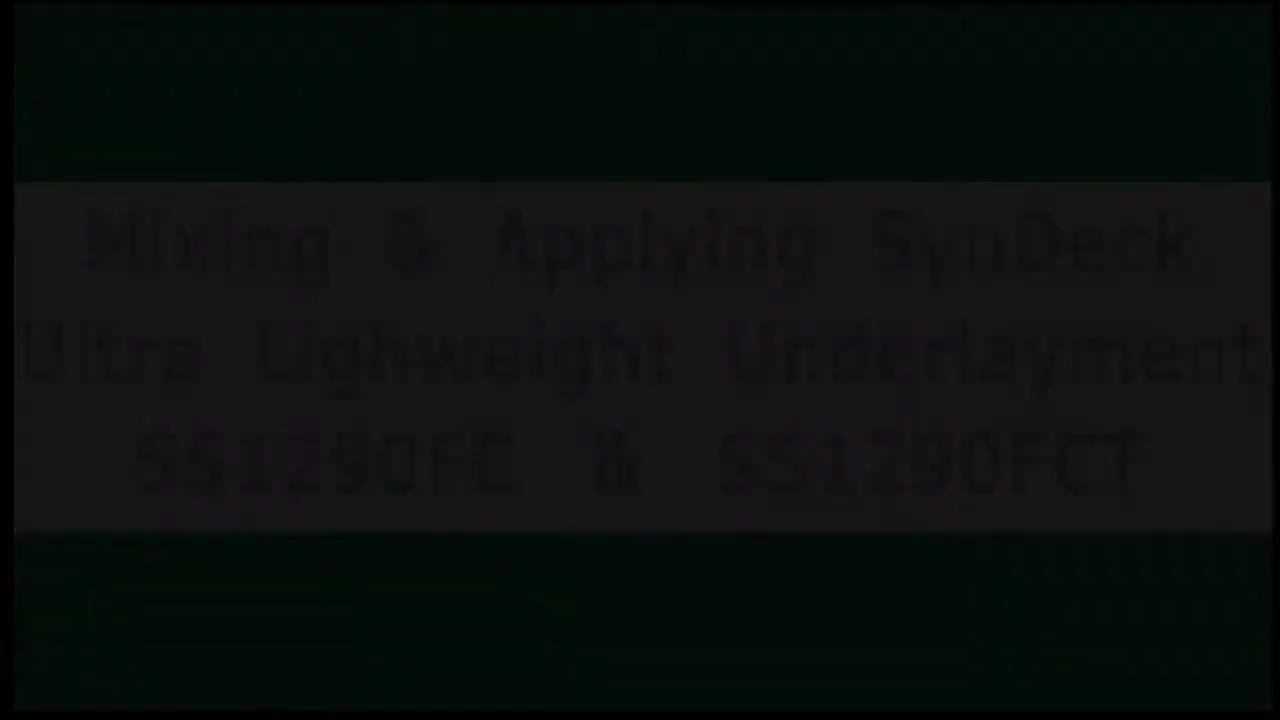 Mixing & Applying SynDeck
Ultra Lighweight Underlayment
SS1290FC & SS1290FCT